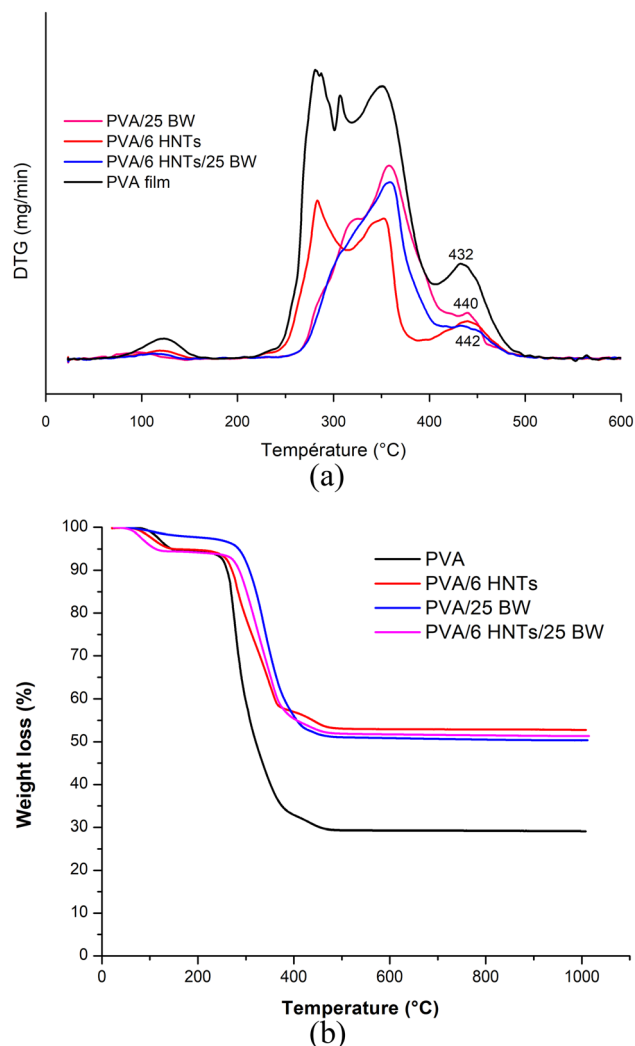 PVA/25 BW
PVA/6 HNTs
PVA/6 HNTs/25 BW
PVA film
432
440
442
DTG (mg/min)
0 100 200 300 400 500 600
Température (°C)
(a)
100
90
80
70
60
50
40
30
20
10
0
PVA
PVA/6 HNTs
PVA/25 BW
PVA/6 HNTs/25 BW
Weight loss (%)
0 200 400 600 800 1000
Temperature (°C)
(b)